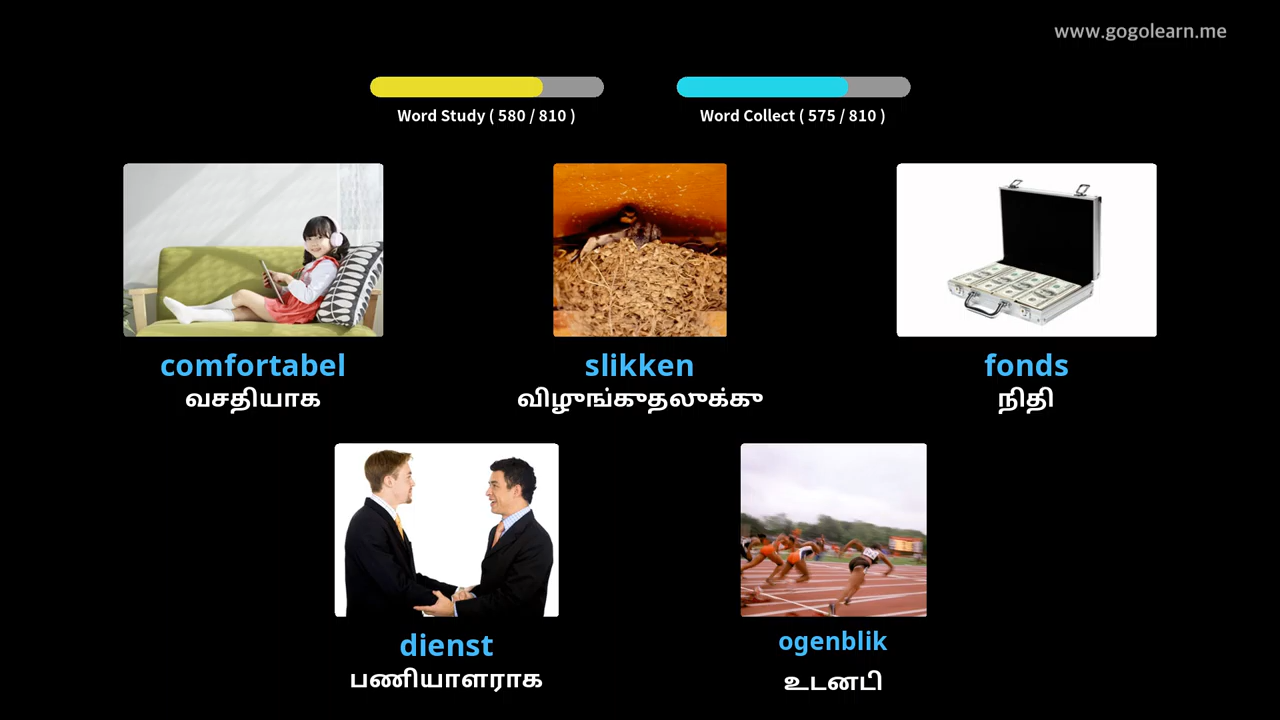 www.gogolearn.me
Word Study ( 580 / 810 )
Word Collect ( 575 / 810 )
comfortabel
வசதியாக
slikken
விழுங்குதலுக்கு
fonds
நிதி
dienst
பணியாளராக
ogenblik
உடனடி